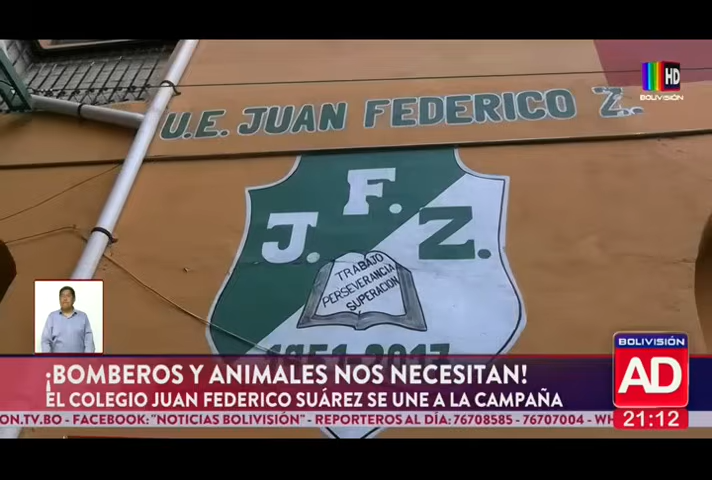 HD
BOLIVISIÓN
U.E. JUAN FEDERICO Z.
J. F. Z.
TRABAJO
PERSEVERANCIA
SUPERACIÓN
¡BOMBEROS Y ANIMALES NOS NECESITAN!
EL COLEGIO JUAN FEDERICO SUÁREZ SE UNE A LA CAMPAÑA
BOLIVISIÓN
AD
21:12
ON.TV.BO - FACEBOOK: "NOTICIAS BOLIVISIÓN" - REPORTEROS AL DÍA: 76708585 - 76707004 - WH